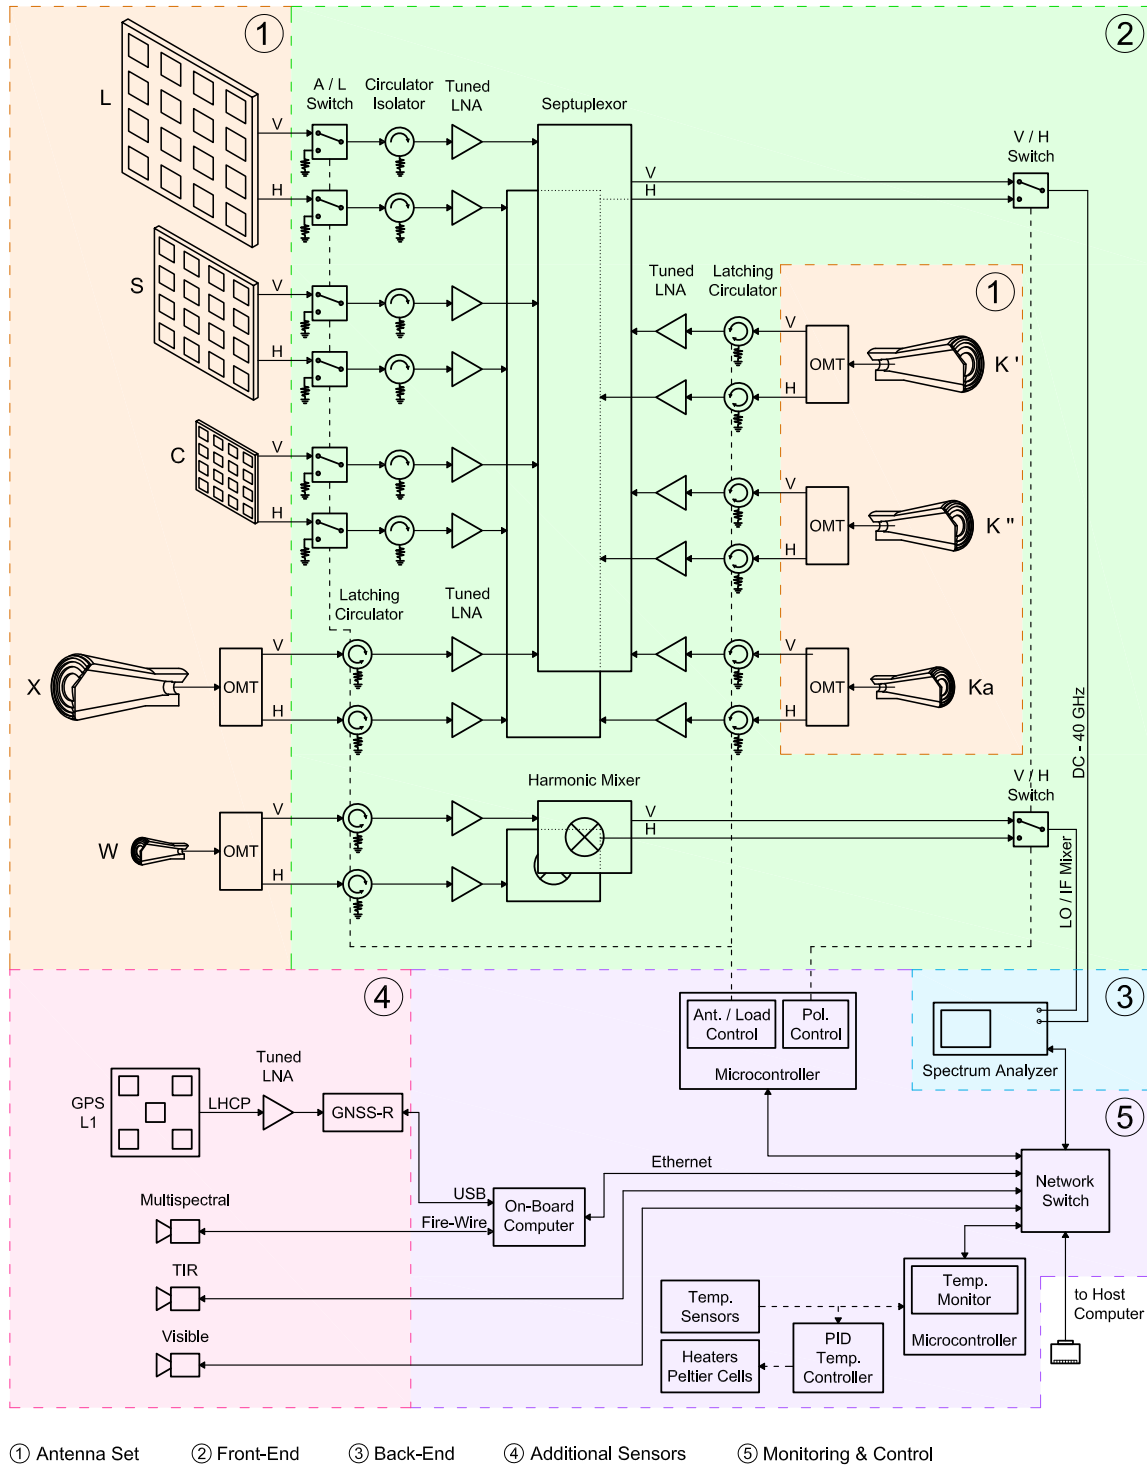 1
2
L
A / L
Switch
Circulator
Isolator
Tuned
LNA
Septuplexor
V
H
V
H
V / H
Switch
S
V
H
Tuned
LNA
Latching
Circulator
1
V
OMT
K '
H
C
V
H
V
OMT
K "
H
Latching
Circulator
Tuned
LNA
X
OMT
V
H
V
OMT
Ka
H
DC - 40 GHz
Harmonic Mixer
V / H
Switch
W
OMT
V
H
V
H
LO / IF Mixer
4
Ant. / Load
Control
Pol.
Control
Microcontroller
3
Spectrum Analyzer
5
GPS
L1
LHCP
Tuned
LNA
GNSS-R
Ethernet
USB
Fire-Wire
On-Board
Computer
Network
Switch
Multispectral
TIR
Visible
Temp.
Sensors
Temp.
Monitor
Microcontroller
PID
Temp.
Controller
Heaters
Peltier Cells
to Host
Computer
1 Antenna Set
2 Front-End
3 Back-End
4 Additional Sensors
5 Monitoring & Control